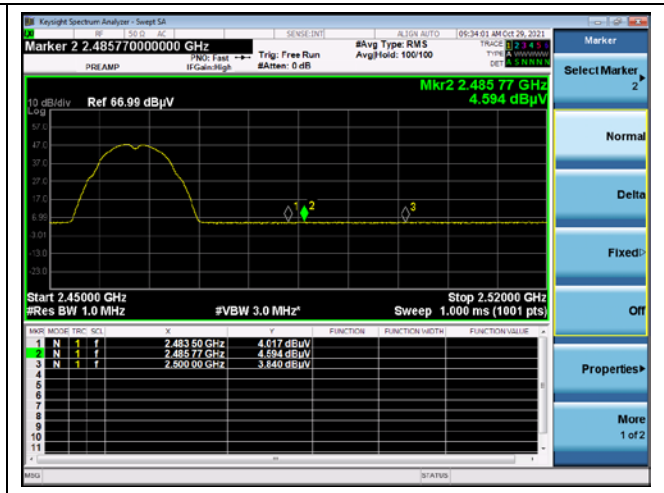 Keysight Spectrum Analyzer - Swept SA
RF 50 Ω AC SENSE:INT ALIGN AUTO 09:34:01 AM Oct 29, 2021
Marker 2 2.485770000000 GHz
PREAMP
PNO: Fast
IFGain:High
Trig: Free Run
#Atten: 0 dB
#Avg Type: RMS
Avg|Hold: 100/100
TRACE 1 2 3 4 5 6
TYPE A WWWWW
DET A S N N N N
Mkr2 2.485 77 GHz
4.594 dBµV
10 dB/div Ref 66.99 dBµV
Log
57.0
47.0
37.0
27.0
17.0
6.99
-3.01
-13.0
-23.0
1 2 3
Start 2.45000 GHz Stop 2.52000 GHz
#Res BW 1.0 MHz #VBW 3.0 MHz* Sweep 1.000 ms (1001 pts)
MKR MODE TRC SCL X Y FUNCTION FUNCTION WIDTH FUNCTION VALUE
1 N 1 f 2.483 50 GHz 4.017 dBµV
2 N 1 f 2.485 77 GHz 4.594 dBµV
3 N 1 f 2.500 00 GHz 3.840 dBµV
4
5
6
7
8
9
10
11
MSG STATUS
Marker
Select Marker
2
Normal
Delta
Fixed
Off
Properties
More
1 of 2